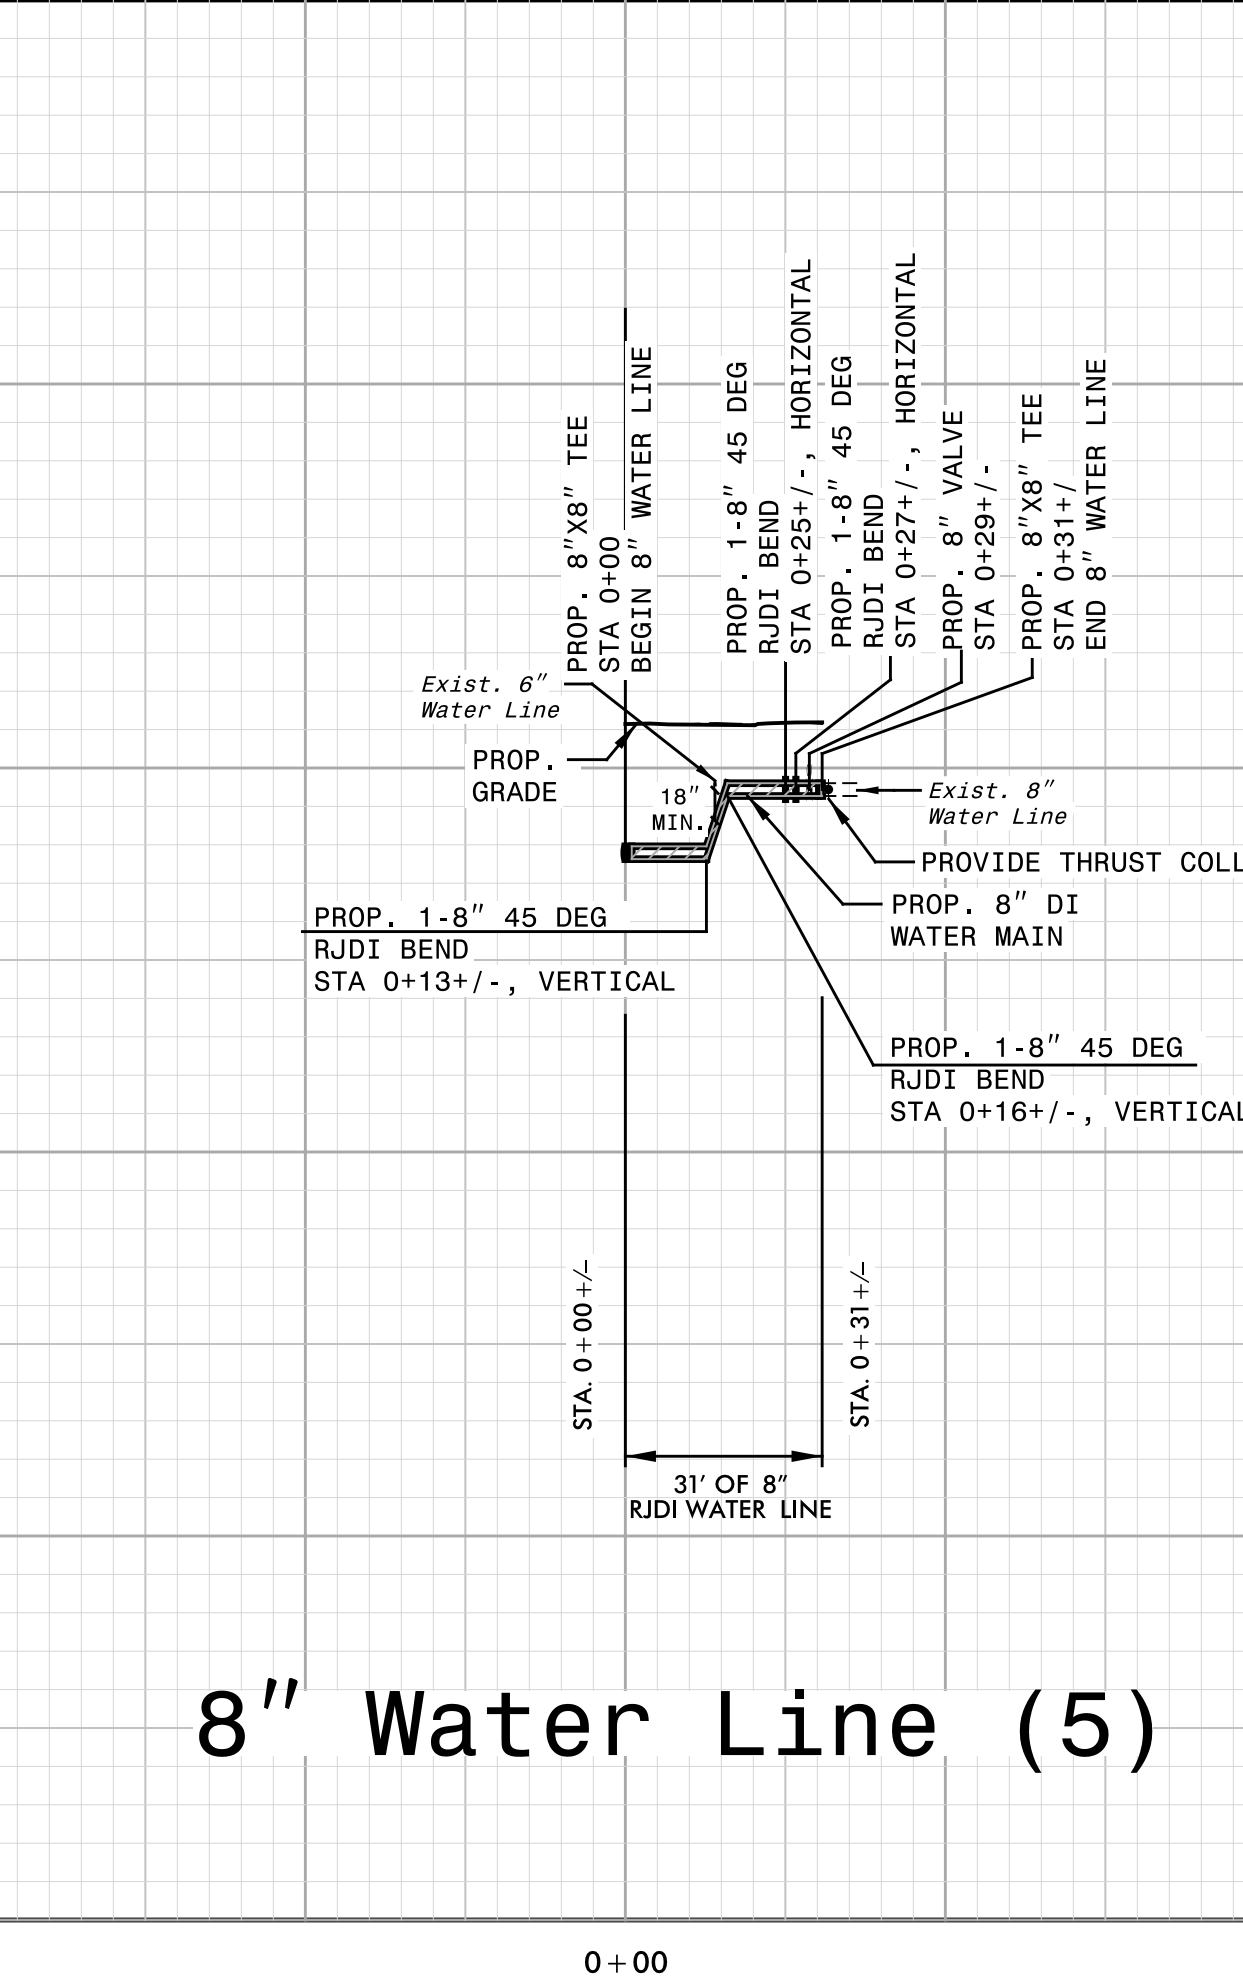 PROP. 8"X8" TEE
STA 0+00
BEGIN 8" WATER LINE
PROP. 1-8" 45 DEG
RJDI BEND
STA 0+25+/-, HORIZONTAL
PROP. 1-8" 45 DEG
RJDI BEND
STA 0+27+/-, HORIZONTAL
PROP. 8" VALVE
STA 0+29+/-
PROP. 8"X8" TEE
STA 0+31+/
END 8" WATER LINE
Exist. 6"
Water Line
PROP.
GRADE
18"
MIN.
Exist. 8"
Water Line
PROVIDE THRUST COLL
PROP. 8" DI
WATER MAIN
PROP. 1-8" 45 DEG
RJDI BEND
STA 0+13+/-, VERTICAL
PROP. 1-8" 45 DEG
RJDI BEND
STA 0+16+/-, VERTICAL
STA. 0+00+/-
STA. 0+31+/-
31' OF 8"
RJDI WATER LINE
8" Water Line (5)
0+00